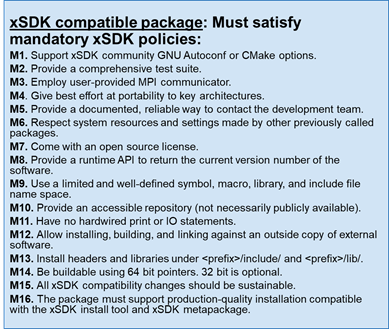 xSDK compatible package: Must satisfy
mandatory xSDK policies:
M1. Support xSDK community GNU Autoconf or CMake options.
M2. Provide a comprehensive test suite.
M3. Employ user-provided MPI communicator.
M4. Give best effort at portability to key architectures.
M5. Provide a documented, reliable way to contact the development team.
M6. Respect system resources and settings made by other previously called
packages.
M7. Come with an open source license.
M8. Provide a runtime API to return the current version number of the
software.
M9. Use a limited and well-defined symbol, macro, library, and include file
name space.
M10. Provide an accessible repository (not necessarily publicly available).
M11. Have no hardwired print or IO statements.
M12. Allow installing, building, and linking against an outside copy of external
software.
M13. Install headers and libraries under <prefix>/include/ and <prefix>/lib/.
M14. Be buildable using 64 bit pointers. 32 bit is optional.
M15. All xSDK compatibility changes should be sustainable.
M16. The package must support production-quality installation compatible
with the xSDK install tool and xSDK metapackage.